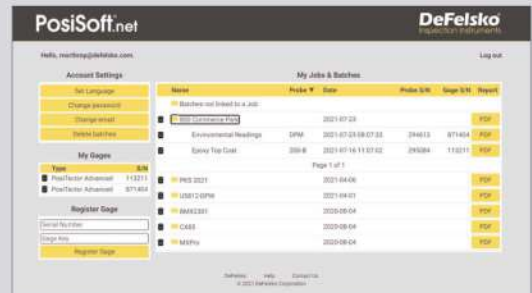 PosiSoft.net
DeFelsko
Inspection Instruments
Hello, morthrop@defelsko.com
Log out
Account Settings
Set Language
Change password
Change email
Delete batches
My Gages
Type S/N
PosiTector Advanced 113211
PosiTector Advanced 871454
Register Gage
Serial Number
Gage Key
Register Gage
My Jobs & Batches
Name Probe ▼ Date Probe S/N Gage S/N Report
Batches not linked to a Job
800 Commerce Park 2021-07-23 PDF
Environmental Readings DPM 2021-07-23 08:07:33 294613 871454 PDF
Epoxy Top Coat 200-B 2021-07-16 11:07:02 295084 113211 PDF
Page 1 of 1
PKS 2021 2021-04-06 PDF
2021-04-01 PDF
BMX2301 2020-08-04 PDF
CX85 2020-08-04 PDF
MXPro 2020-08-04 PDF
DeFelsko Help Contact Us
© 2021 DeFelsko Corporation